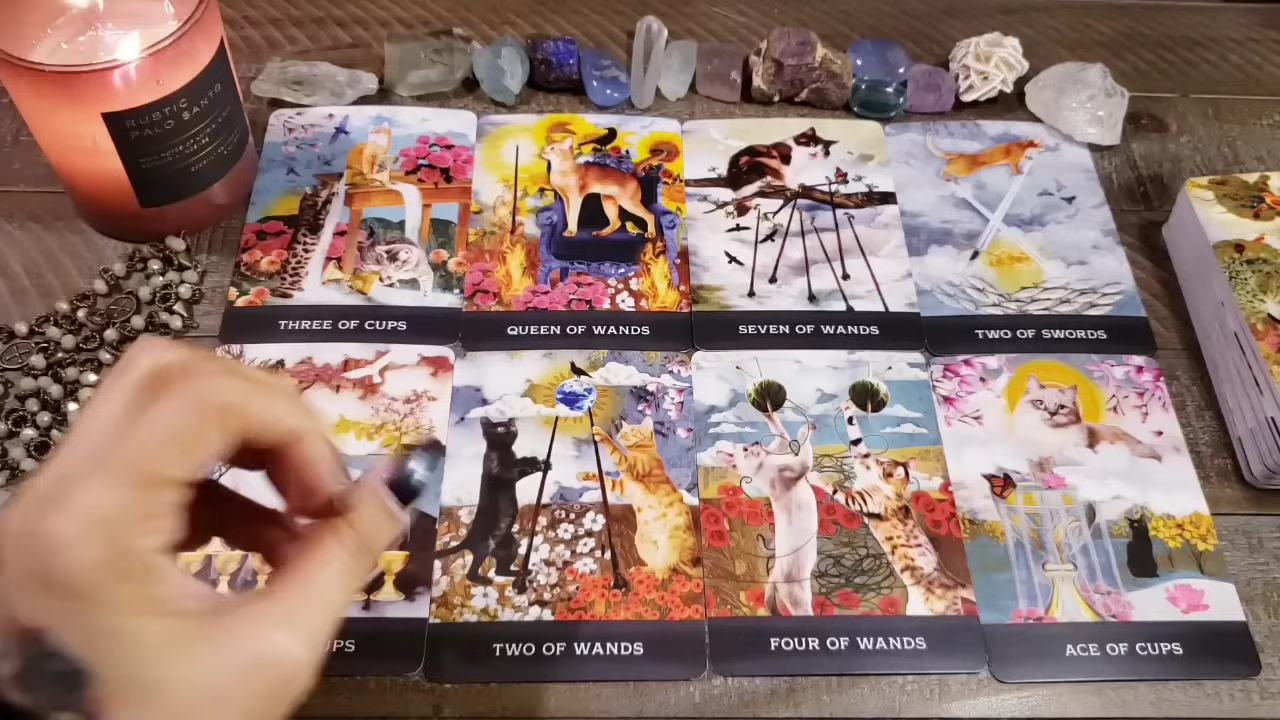 RUSTIC
PALO SANTO
THREE OF CUPS
QUEEN OF WANDS
SEVEN OF WANDS
TWO OF SWORDS
TWO OF WANDS
FOUR OF WANDS
ACE OF CUPS